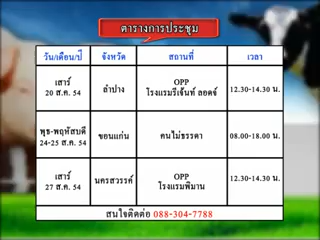 ตารางการประชุม
วัน/เดือน/ปี จังหวัด สถานที่ เวลา
เสาร์
20 ส.ค. 54
ลำปาง
OPP
โรงแรมรีเจ้นท์ ลอดจ์
12.30-14.30 น.
พุธ-พฤหัสบดี
24-25 ส.ค. 54
ขอนแก่น
คนไม่ธรรดา
08.00-18.00 น.
เสาร์
27 ส.ค. 54
นครสวรรค์
OPP
โรงแรมพิมาน
12.30-14.30 น.
สนใจติดต่อ 088-304-7788